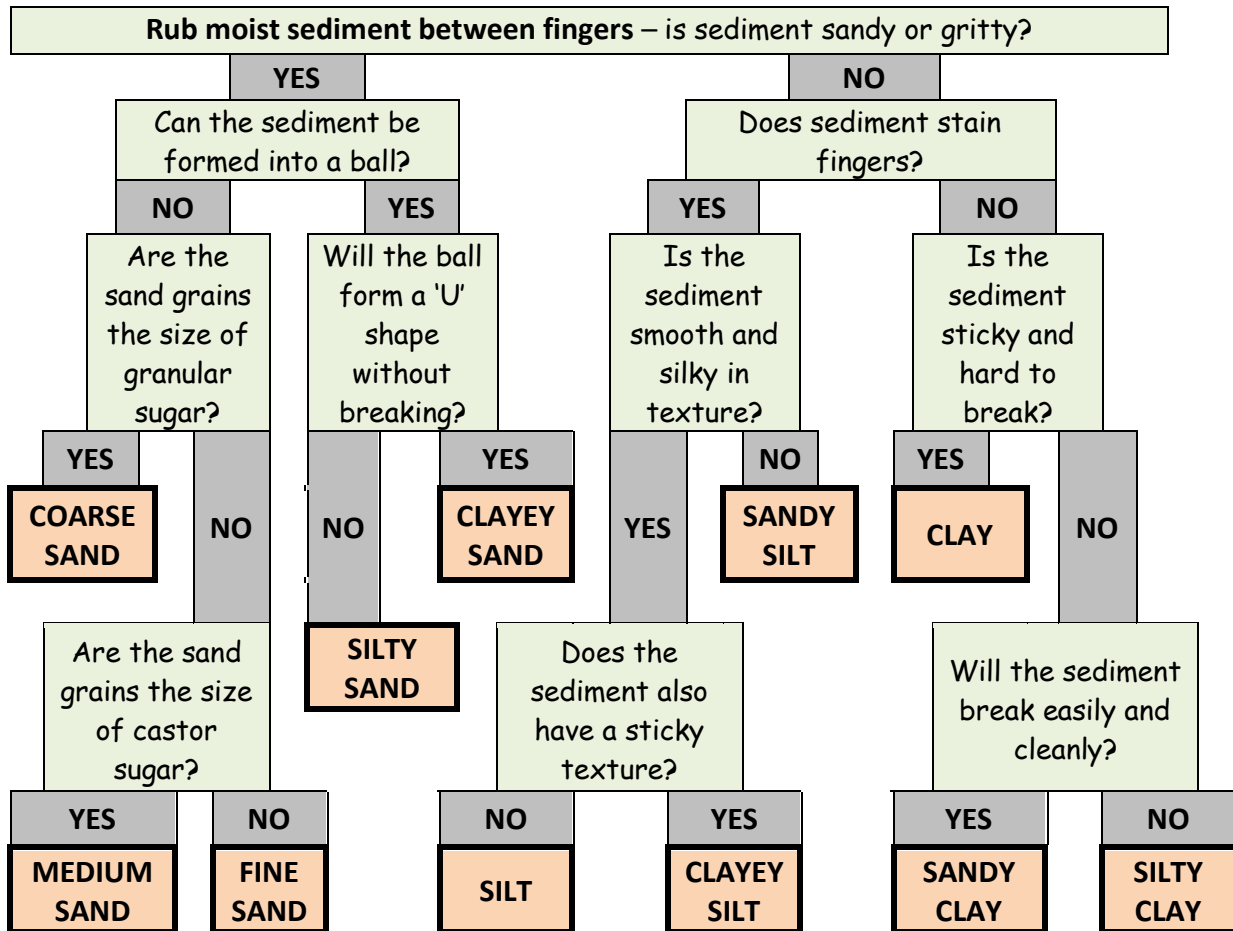 Rub moist sediment between fingers – is sediment sandy or gritty?
YES
NO
Can the sediment be
formed into a ball?
Does sediment stain
fingers?
NO
YES
YES
NO
Are the
sand grains
the size of
granular
sugar?
Will the ball
form a ‘U’
shape
without
breaking?
Is the
sediment
smooth and
silky in
texture?
Is the
sediment
sticky and
hard to
break?
YES
NO
NO
YES
YES
NO
YES
NO
COARSE
SAND
CLAYEY
SAND
SANDY
SILT
CLAY
Are the sand
grains the size
of castor
sugar?
SILTY
SAND
Does the
sediment also
have a sticky
texture?
Will the sediment
break easily and
cleanly?
YES
NO
NO
YES
YES
NO
MEDIUM
SAND
FINE
SAND
SILT
CLAYEY
SILT
SANDY
CLAY
SILTY
CLAY